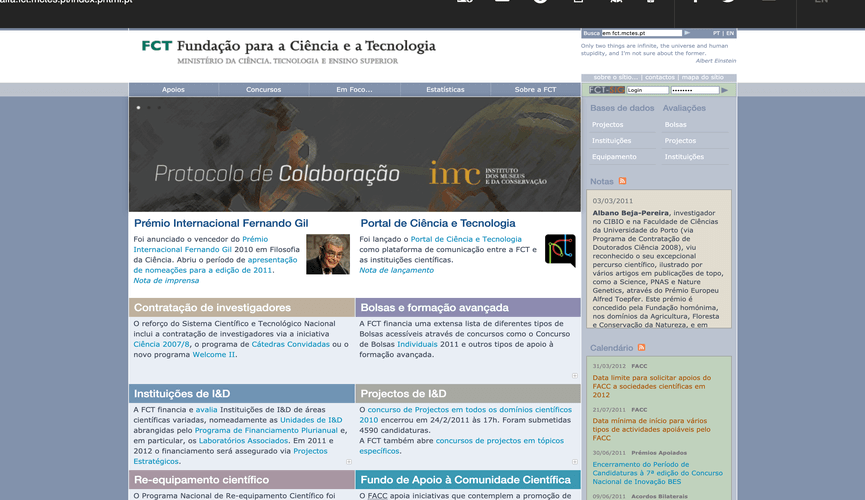 alfa.fct.mctes.pt/index.phtml.pt
EN
FCT Fundação para a Ciência e a Tecnologia
MINISTÉRIO DA CIÊNCIA, TECNOLOGIA E ENSINO SUPERIOR
Busca em fct.mctes.pt PT | EN
Only two things are infinite, the universe and human
stupidity, and I'm not sure about the former.
Albert Einstein
sobre o sítio... | contactos | mapa do sítio
Apoios Concursos Em Foco... Estatísticas Sobre a FCT
Login
Protocolo de Colaboração
imc INSTITUTO
DOS MUSEUS
E DA CONSERVAÇÃO
Bases de dados Avaliações
Projectos Bolsas
Instituições Projectos
Equipamento Instituições
Prémio Internacional Fernando Gil
Foi anunciado o vencedor do Prémio
Internacional Fernando Gil 2010 em Filosofia
da Ciência. Abriu o período de apresentação
de nomeações para a edição de 2011.
Nota de imprensa
Portal de Ciência e Tecnologia
Foi lançado o Portal de Ciência e Tecnologia
como plataforma de comunicação entre a FCT e
as instituições científicas.
Nota de lançamento
Contratação de investigadores
O reforço do Sistema Científico e Tecnológico Nacional
inclui a contratação de investigadores via a iniciativa
Ciência 2007/8, o programa de Cátedras Convidadas ou o
novo programa Welcome II.
Bolsas e formação avançada
A FCT financia uma extensa lista de diferentes tipos de
Bolsas acessíveis através de concursos como o Concurso
de Bolsas Individuais 2011 e outros tipos de apoio à
formação avançada.
Instituições de I&D
A FCT financia e avalia Instituições de I&D de áreas
científicas variadas, nomeadamente as Unidades de I&D
abrangidas pelo Programa de Financiamento Plurianual e,
em particular, os Laboratórios Associados. Em 2011 e
2012 o financiamento será assegurado via Projectos
Estratégicos.
Projectos de I&D
O concurso de Projectos em todos os domínios científicos
2010 encerrou em 24/2/2011 às 17h. Foram submetidas
4590 candidaturas.
A FCT também abre concursos de projectos em tópicos
específicos.
Re-equipamento científico
O Programa Nacional de Re-equipamento Científico foi
Fundo de Apoio à Comunidade Científica
O FACC apoia iniciativas que contemplem a promoção de
Notas
03/03/2011
Albano Beja-Pereira, investigador
no CIBIO e na Faculdade de Ciências
da Universidade do Porto (via
Programa de Contratação de
Doutorados Ciência 2008), viu
reconhecido o seu excepcional
percurso científico, ilustrado por
vários artigos em publicações de topo,
como a Science, PNAS e Nature
Genetics, através do Prémio Europeu
Alfred Toepfer. Este prémio é
concedido pela Fundação homónima,
nos domínios da Agricultura, Floresta
e Conservação da Natureza, e em
Calendário
31/03/2012 FACC
Data limite para solicitar apoios do
FACC a sociedades científicas em
2012
21/07/2011 FACC
Data mínima de início para vários
tipos de actividades apoiáveis pelo
FACC
30/06/2011 Prémios Apoiados
Encerramento do Período de
Candidaturas à 7ª edição do Concurso
Nacional de Inovação BES
09/06/2011 Acordos Bilaterais